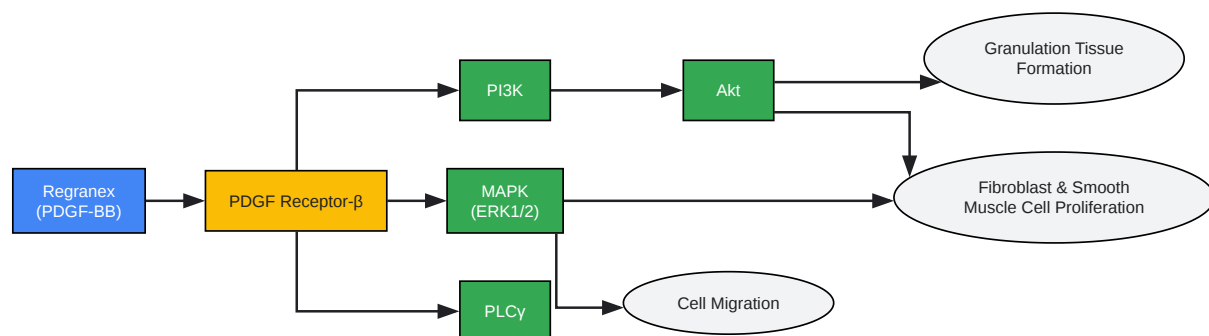 Granulation Tissue
Formation
PI3K
Akt
Regranex
(PDGF-BB)
PDGF Receptor-β
MAPK
(ERK1/2)
Fibroblast & Smooth
Muscle Cell Proliferation
PLCγ
Cell Migration